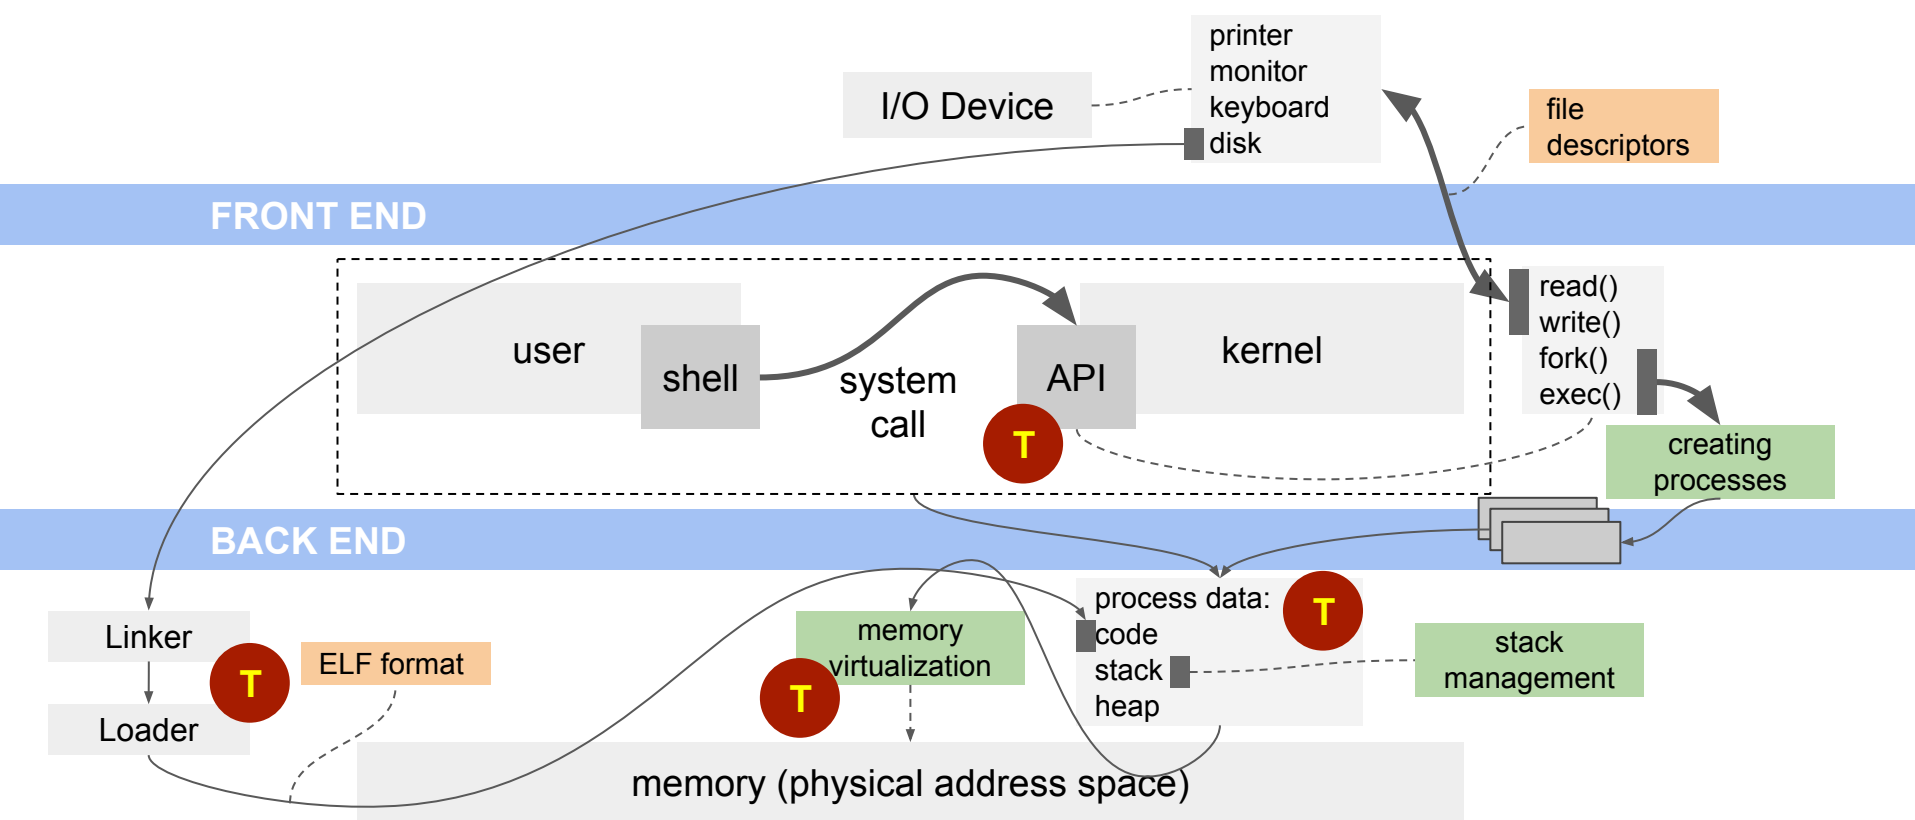 printer
monitor
keyboard
disk
I/O Device
file
descriptors
FRONT END
user
shell
system
call
API
kernel
T
read()
write()
fork()
exec()
creating
processes
BACK END
Linker
Loader
T
ELF format
memory
virtualization
T
process data:
code
stack
heap
T
stack
management
memory (physical address space)